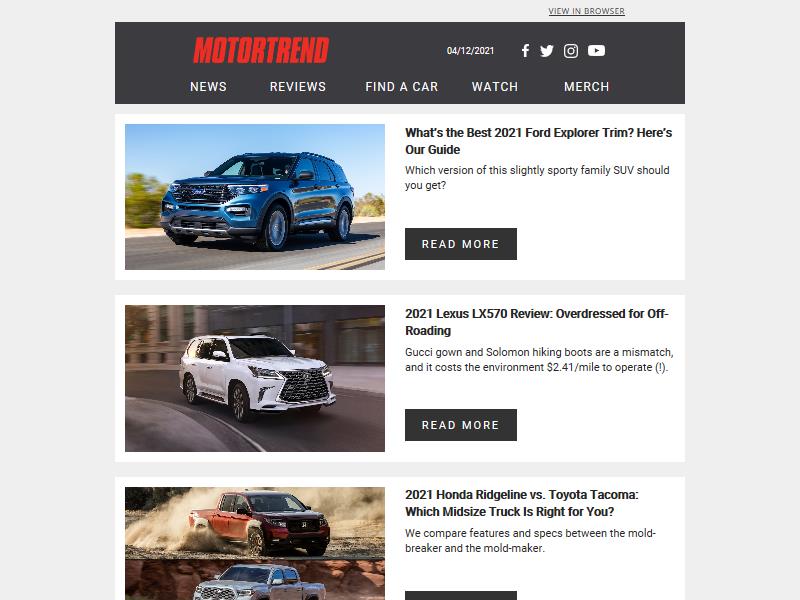 VIEW IN BROWSER
MOTORTREND
04/12/2021
NEWS REVIEWS FIND A CAR WATCH MERCH
What's the Best 2021 Ford Explorer Trim? Here's
Our Guide
Which version of this slightly sporty family SUV should
you get?
READ MORE
2021 Lexus LX570 Review: Overdressed for Off-
Roading
Gucci gown and Solomon hiking boots are a mismatch,
and it costs the environment $2.41/mile to operate (!).
READ MORE
2021 Honda Ridgeline vs. Toyota Tacoma:
Which Midsize Truck Is Right for You?
We compare features and specs between the mold-
breaker and the mold-maker.